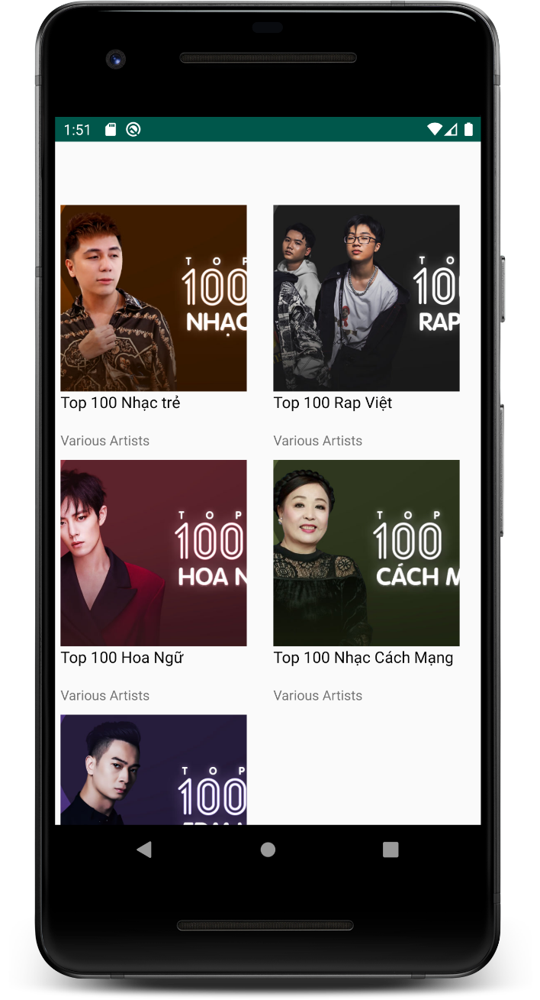 1:51
T O P
100
NHẠC
Top 100 Nhạc trẻ
Various Artists
T O
100
RAP
Top 100 Rap Việt
Various Artists
T O P
100
HOA N
Top 100 Hoa Ngữ
Various Artists
T O P
100
CÁCH M
Top 100 Nhạc Cách Mạng
Various Artists
T O P
100